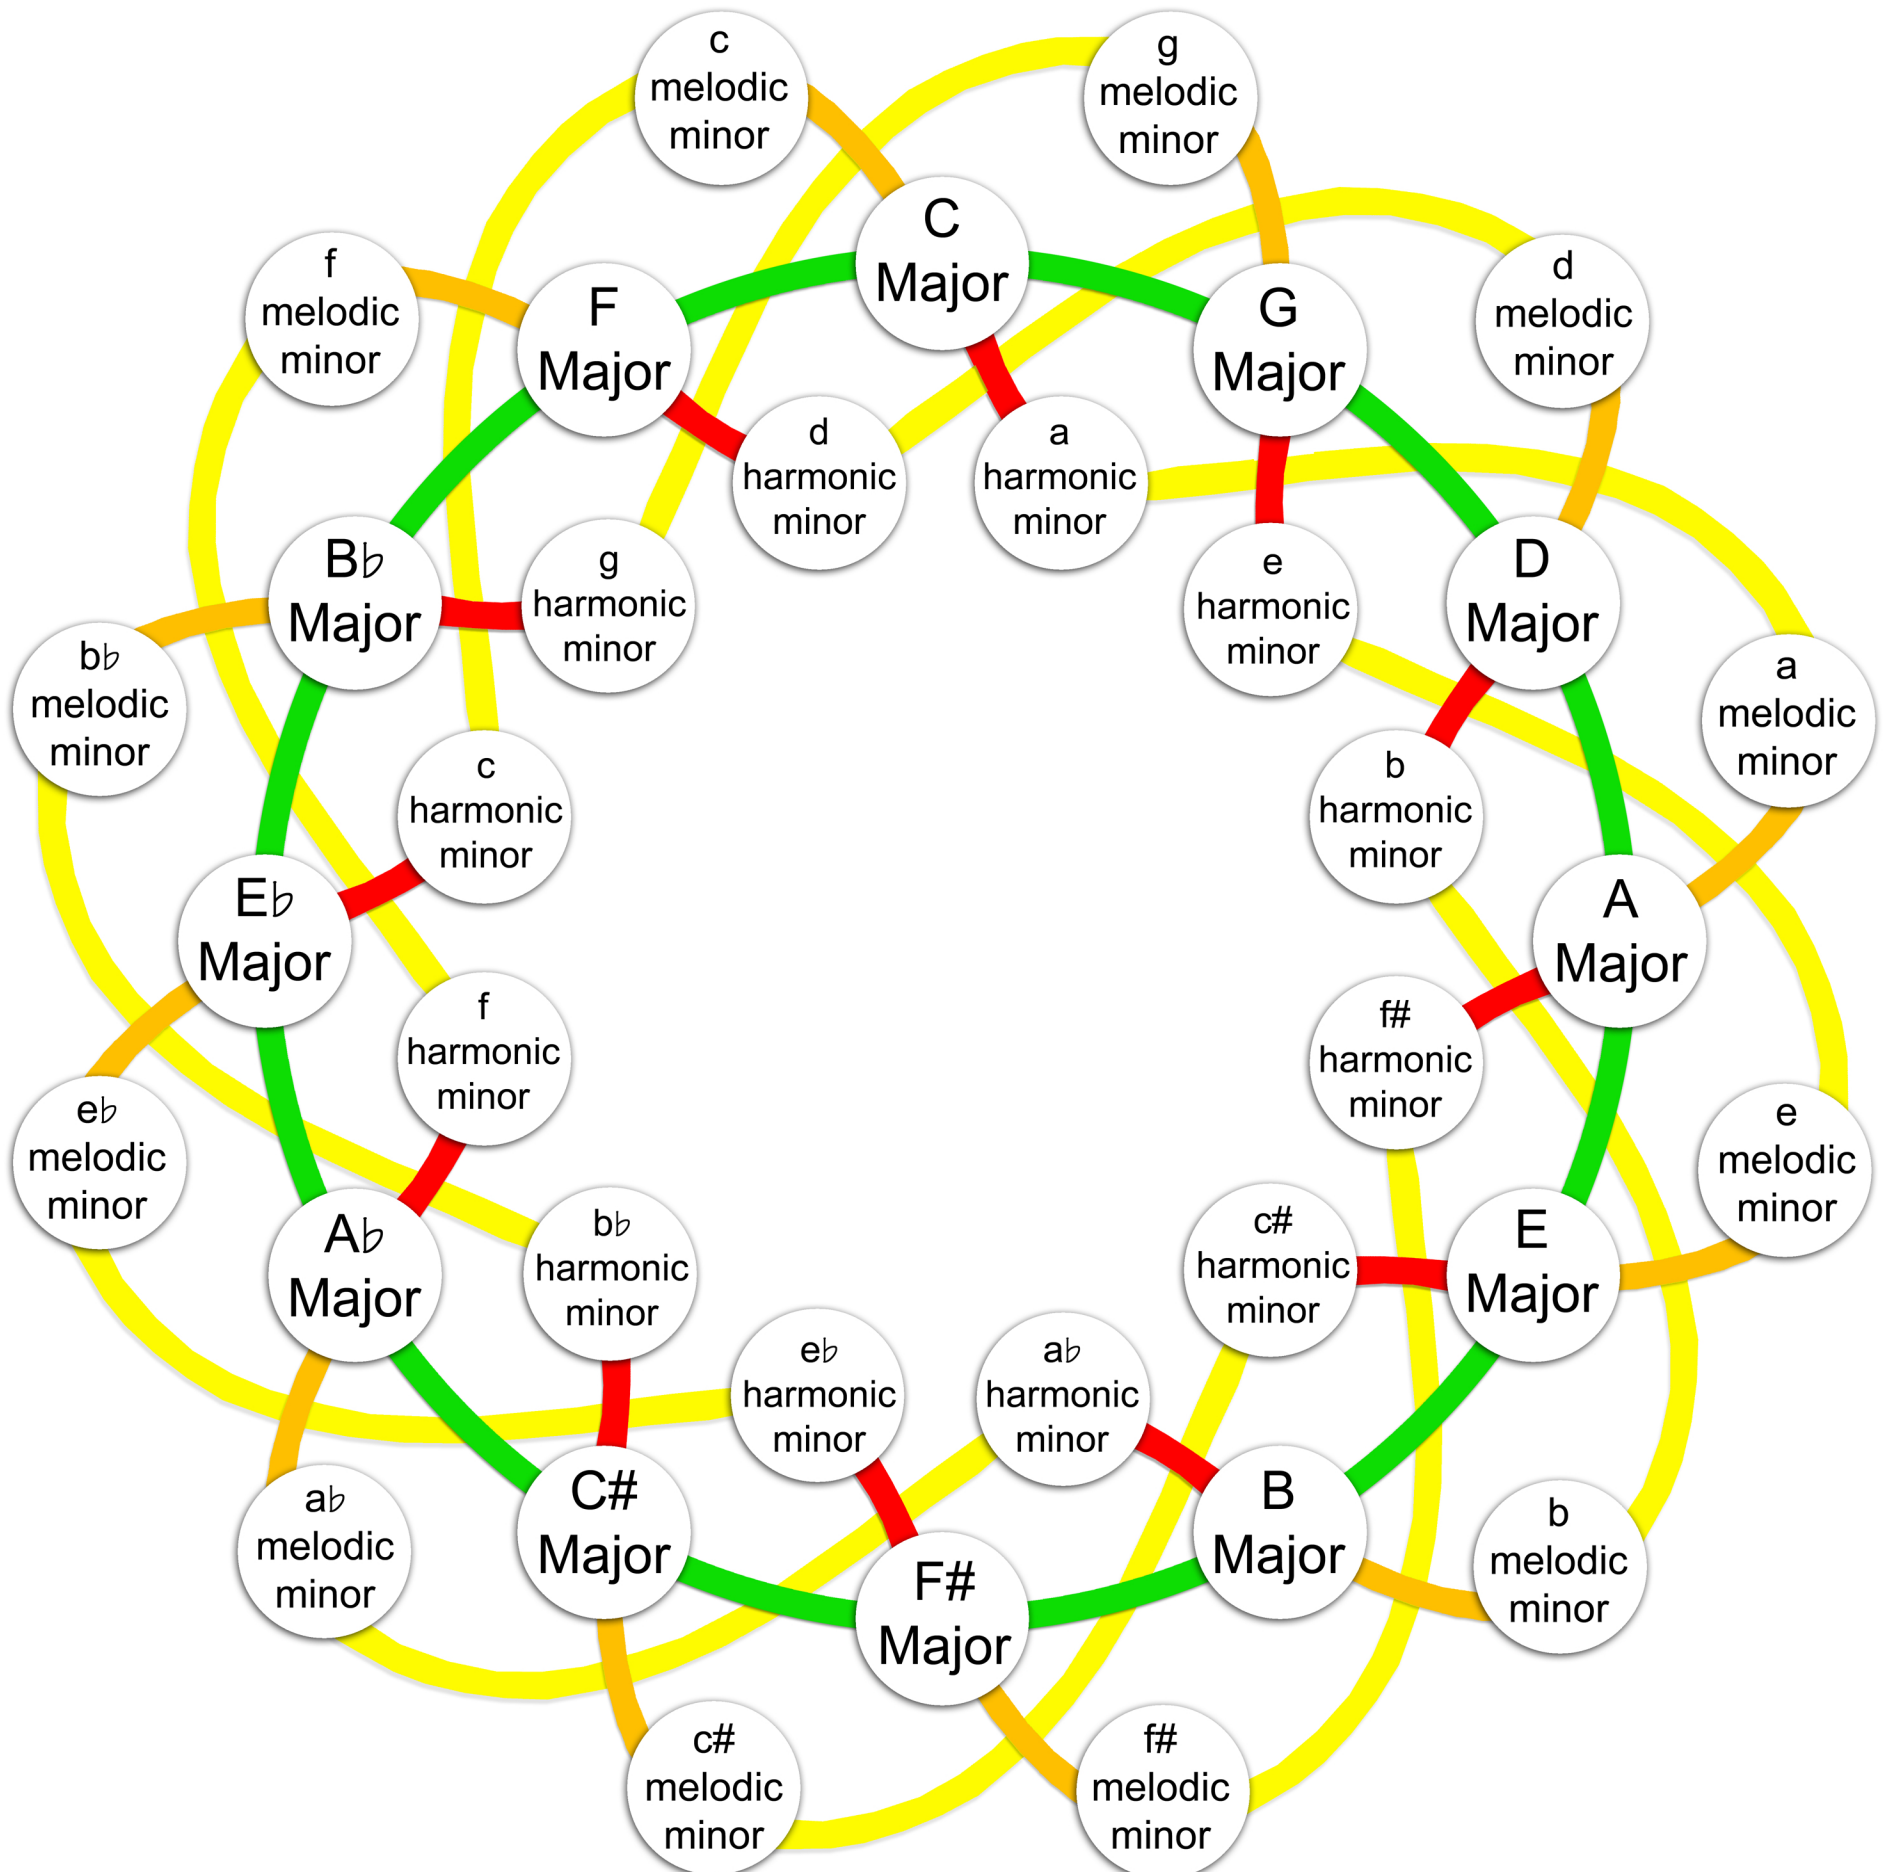 c
melodic
minor
g
melodic
minor
C
Major
f
melodic
minor
F
Major
G
Major
d
melodic
minor
d
harmonic
minor
a
harmonic
minor
B♭
Major
g
harmonic
minor
e
harmonic
minor
D
Major
b♭
melodic
minor
a
melodic
minor
c
harmonic
minor
b
harmonic
minor
E♭
Major
A
Major
f
harmonic
minor
f#
harmonic
minor
e♭
melodic
minor
e
melodic
minor
A♭
Major
b♭
harmonic
minor
c#
harmonic
minor
E
Major
e♭
harmonic
minor
a♭
harmonic
minor
a♭
melodic
minor
C#
Major
B
Major
b
melodic
minor
F#
Major
c#
melodic
minor
f#
melodic
minor